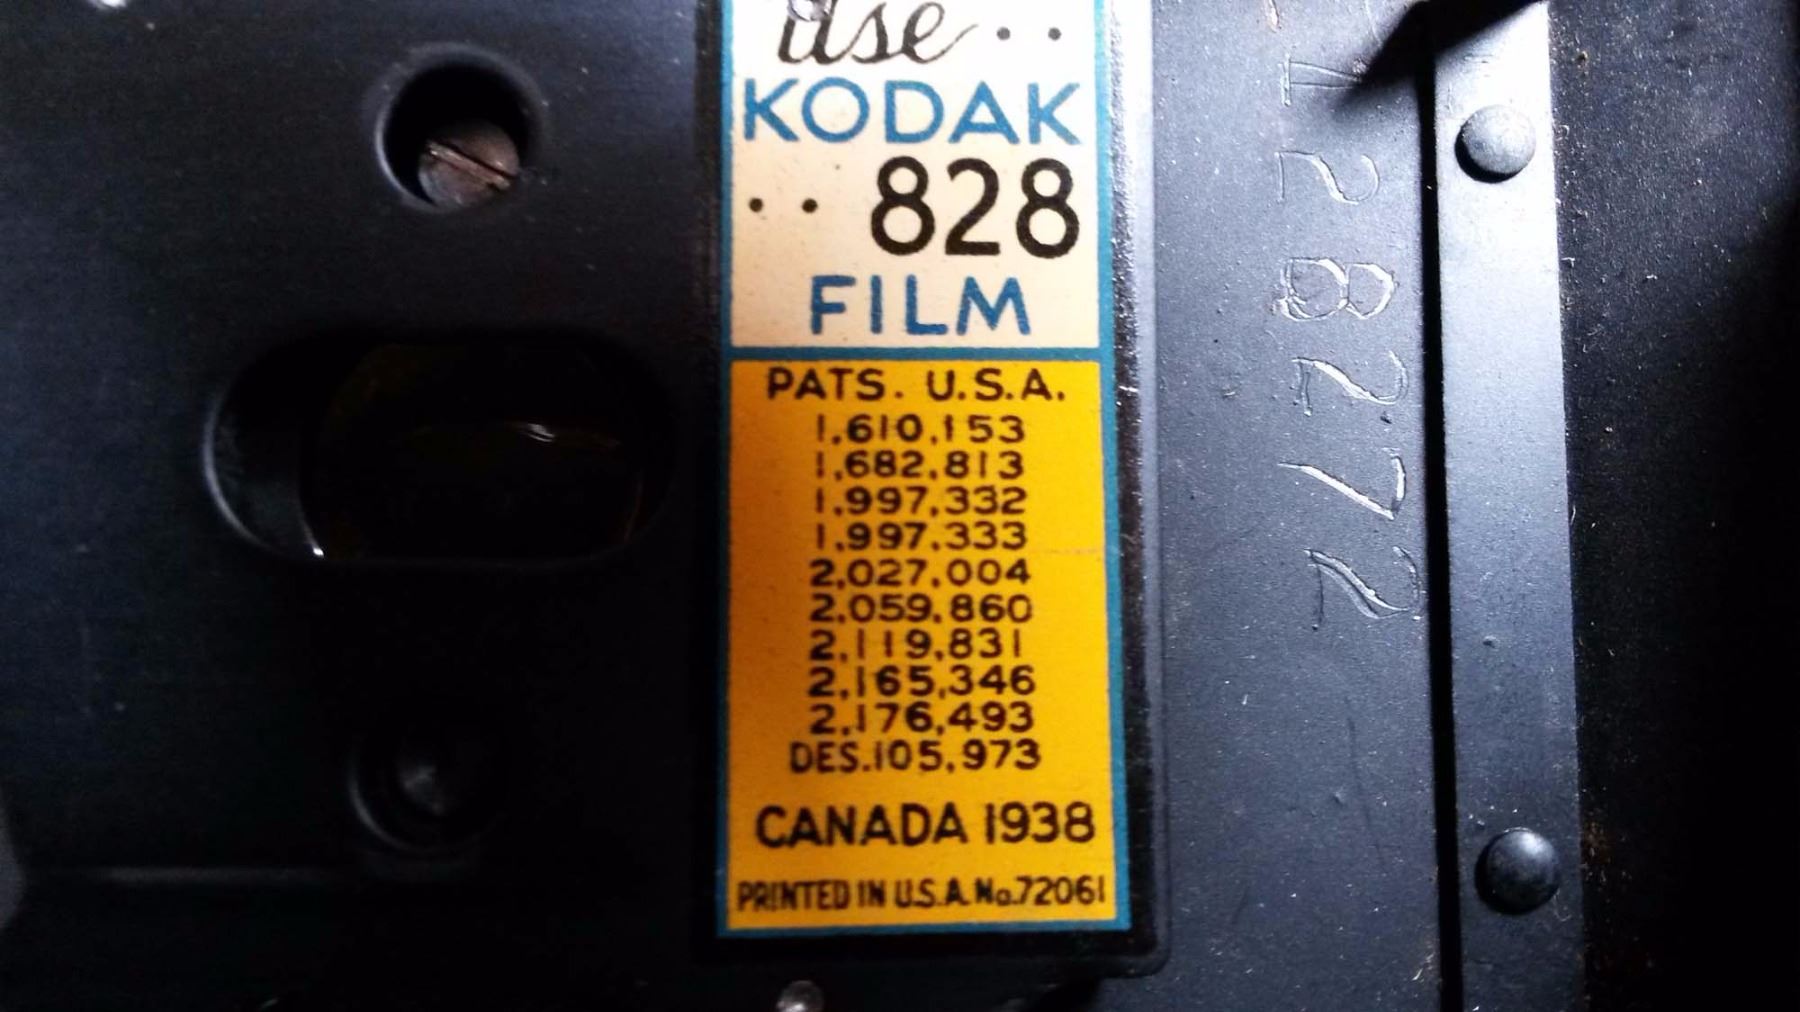 Use..
KODAK
..828
FILM
PATS. U.S.A.
1,610,153
1,682,813
1,997,332
1,997,333
2,027,004
2,059,860
2,119,831
2,165,346
2,176,493
DES.105,973
CANADA 1938
PRINTED IN U.S.A. No.72061
128272